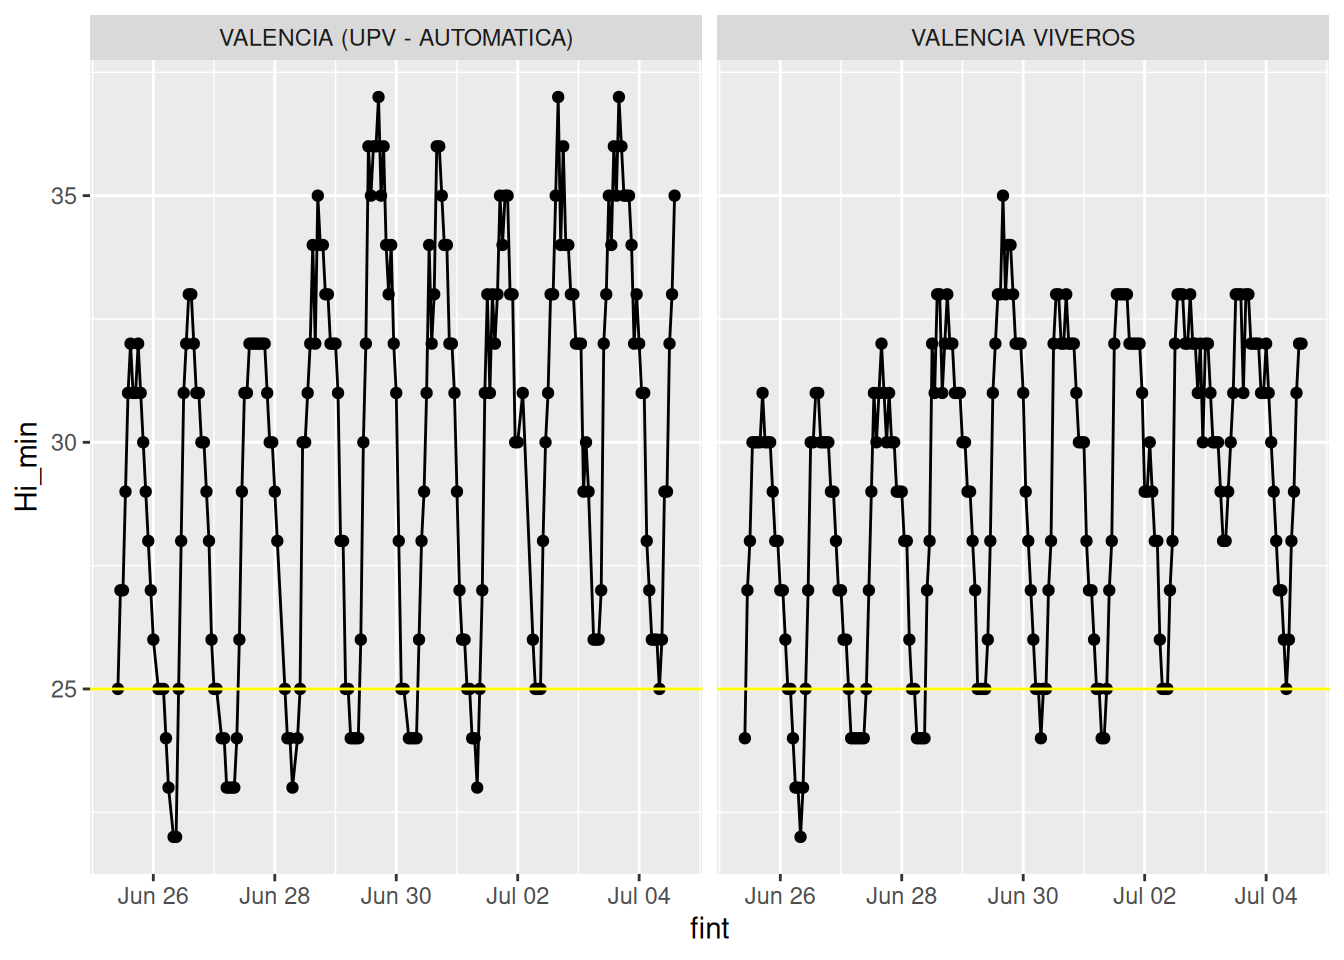 VALENCIA (UPV - AUTOMATICA)
VALENCIA VIVEROS
Hi_min
35
30
25
Jun 26
Jun 28
Jun 30
Jul 02
Jul 04
Jun 26
Jun 28
Jun 30
Jul 02
Jul 04
fint